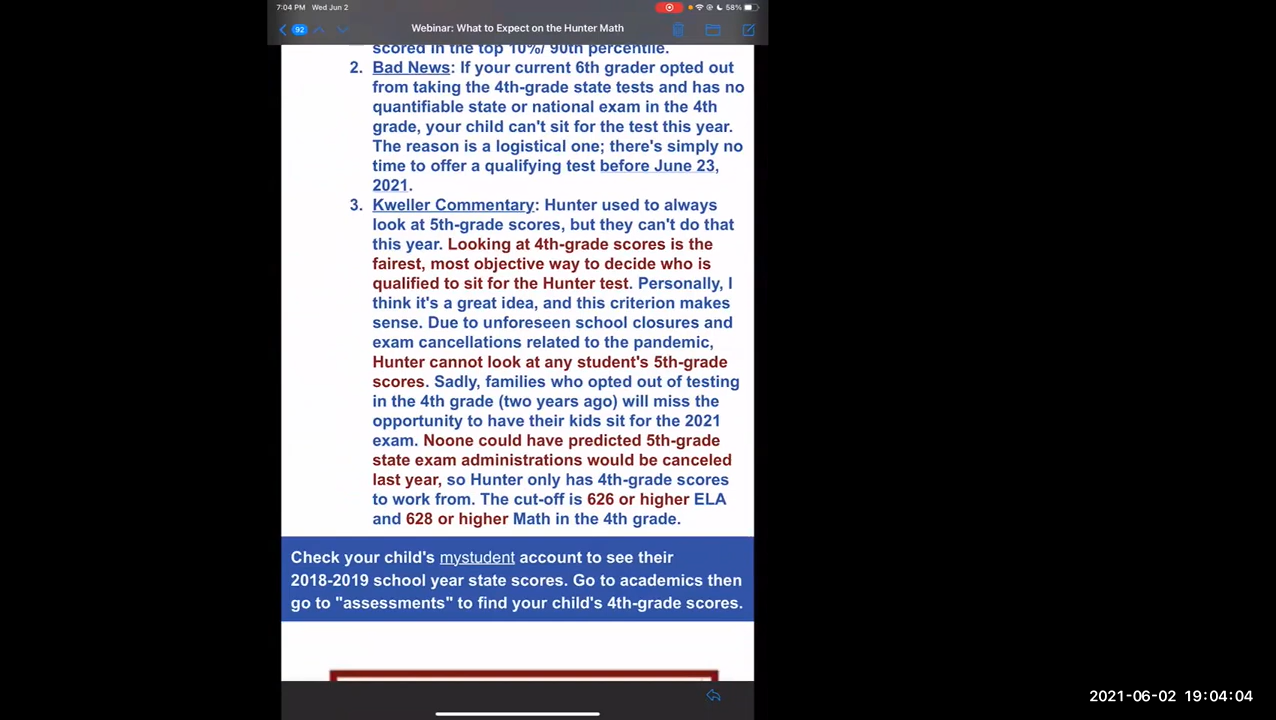 7:04 PM Wed Jun 2
58%
92
Webinar: What to Expect on the Hunter Math
scored in the top 10%/ 90th percentile.
2. Bad News: If your current 6th grader opted out
from taking the 4th-grade state tests and has no
quantifiable state or national exam in the 4th
grade, your child can't sit for the test this year.
The reason is a logistical one; there's simply no
time to offer a qualifying test before June 23,
2021.
3. Kweller Commentary: Hunter used to always
look at 5th-grade scores, but they can't do that
this year. Looking at 4th-grade scores is the
fairest, most objective way to decide who is
qualified to sit for the Hunter test. Personally, I
think it's a great idea, and this criterion makes
sense. Due to unforeseen school closures and
exam cancellations related to the pandemic,
Hunter cannot look at any student's 5th-grade
scores. Sadly, families who opted out of testing
in the 4th grade (two years ago) will miss the
opportunity to have their kids sit for the 2021
exam. Noone could have predicted 5th-grade
state exam administrations would be canceled
last year, so Hunter only has 4th-grade scores
to work from. The cut-off is 626 or higher ELA
and 628 or higher Math in the 4th grade.
Check your child's mystudent account to see their
2018-2019 school year state scores. Go to academics then
go to "assessments" to find your child's 4th-grade scores.
2021-06-02 19:04:04